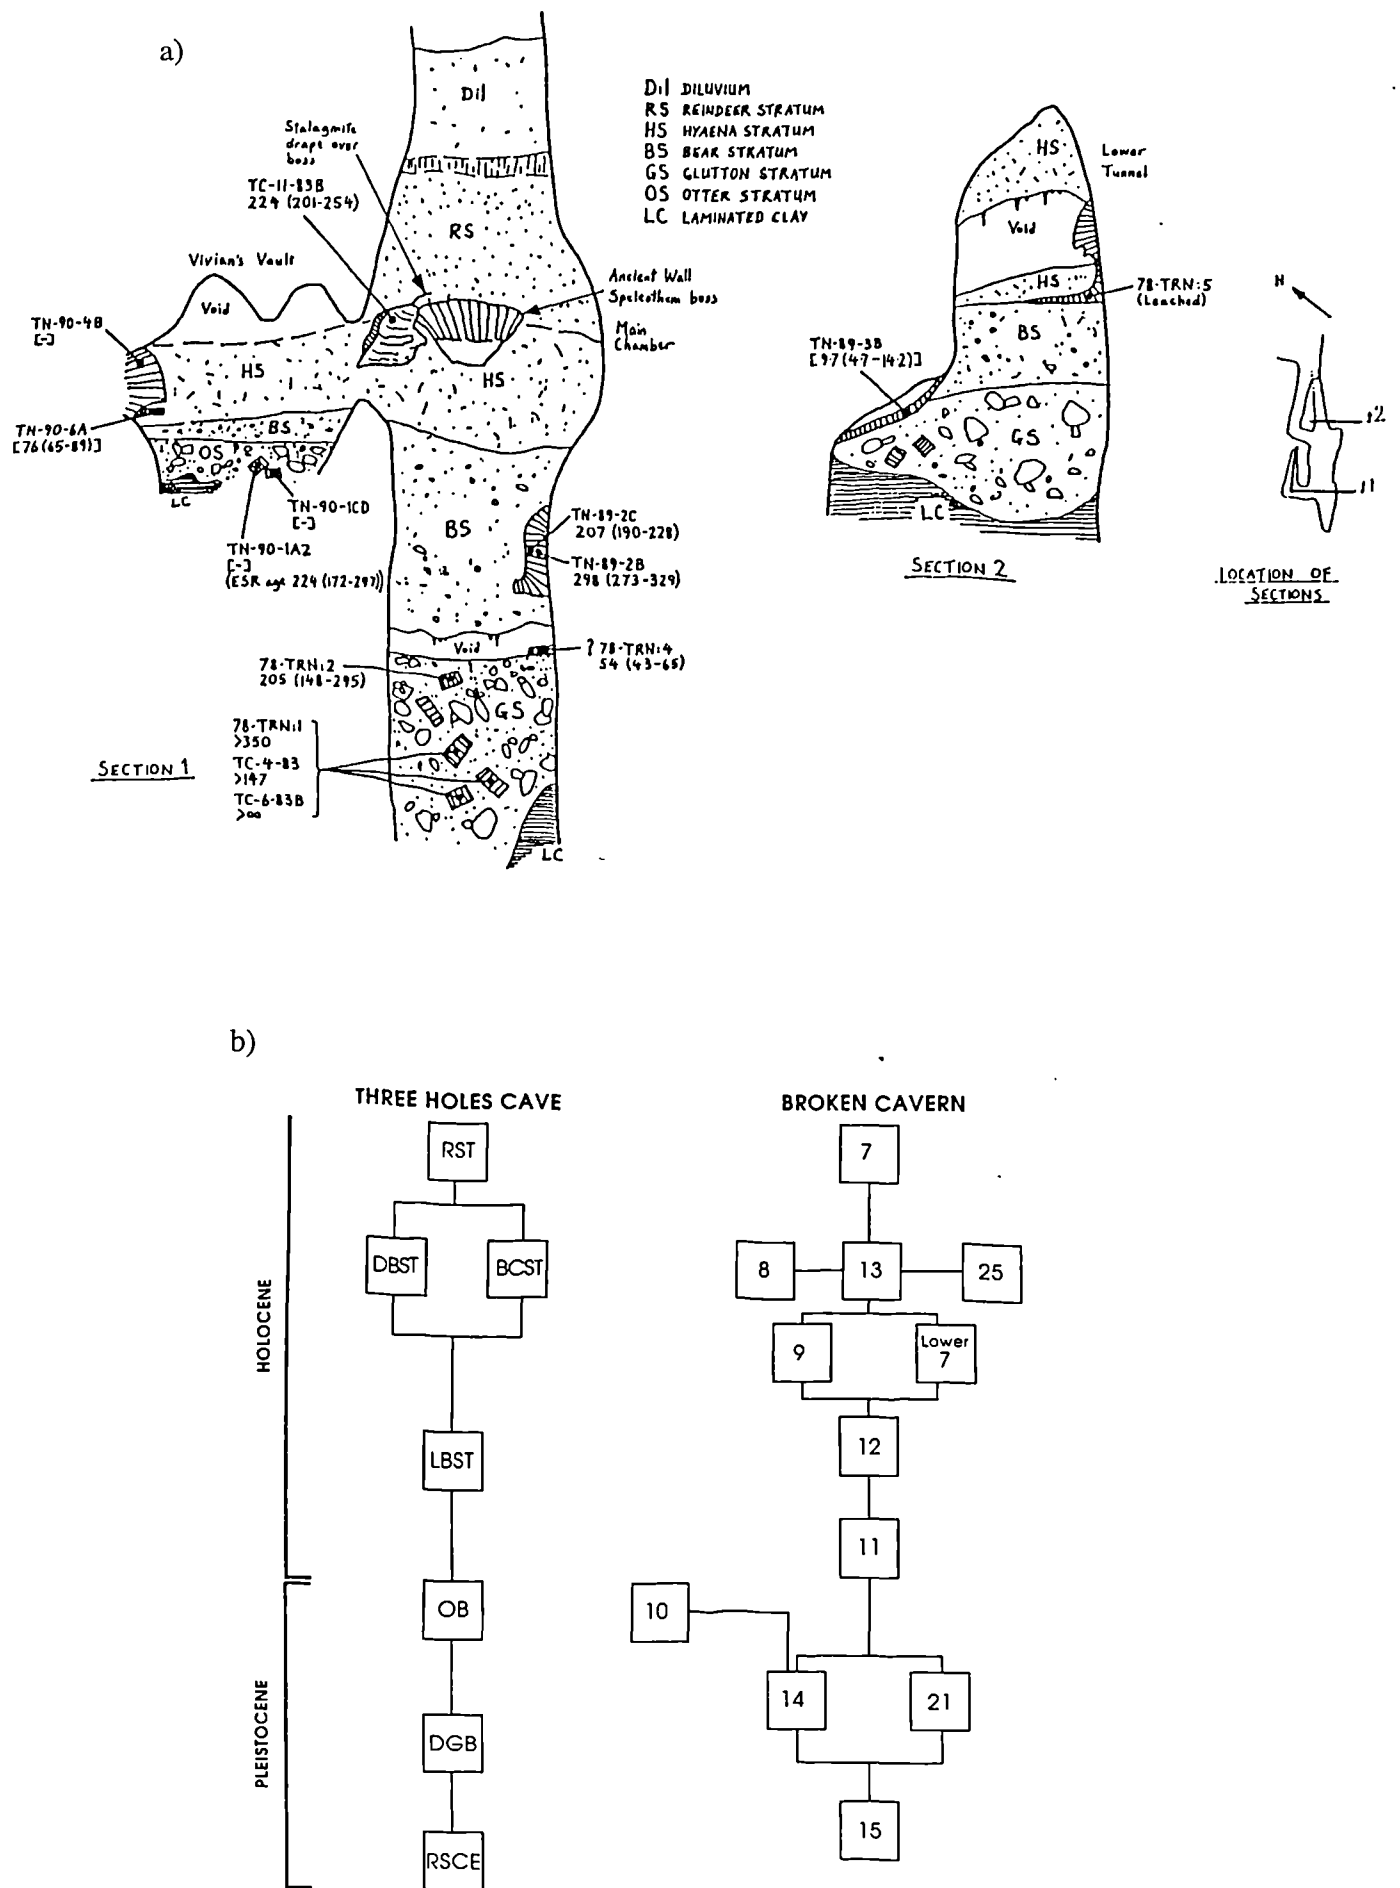 a)
Dil
Stalagmite
drape over
boss
TC-11-83B
224 (201-254)
RS
Vivian's Vault
Void
TN-90-4B
[-]
HS
Ancient Wall
Speleothem boss
Main
Chamber
HS
TN-90-6A
[76 (65-89)]
BS
OS
LC
TN-90-1CD
[-]
TN-90-1A2
[-]
(ESR age 224 (172-297))
BS
TN-89-2C
207 (190-228)
TN-89-2B
298 (273-329)
Void
? 78-TRN:4
54 (43-65)
78-TRN:2
205 (148-295)
GS
78-TRN:1
>350
TC-4-83
>147
TC-6-83B
>∞
SECTION 1
LC
Dil DILUVIUM
RS REINDEER STRATUM
HS HYAENA STRATUM
BS BEAR STRATUM
GS GLUTTON STRATUM
OS OTTER STRATUM
LC LAMINATED CLAY
HS
Lower
Tunnel
Void
HS
78-TRN:5
(Leached)
BS
TN-89-3B
[9.7 (4.7-14.2)]
GS
LC
SECTION 2
N
s2
s1
LOCATION OF
SECTIONS
b)
THREE HOLES CAVE
RST
DBST
BCST
LBST
OB
DGB
RSCE
HOLOCENE
PLEISTOCENE
BROKEN CAVERN
7
8
13
25
9
Lower
7
12
11
10
14
21
15